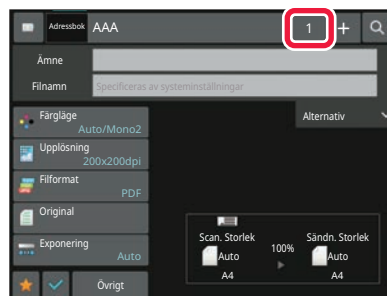 Adressbok AAA 1 +
Ämne
Filnamn Specificeras av systeminställningar
Färgläge
Auto/Mono2
Alternativ
Upplösning
200x200dpi
Filformat
PDF
Original
Exponering
Auto
Övrigt
Scan. Storlek 100% Sändn. Storlek
Auto Auto
A4 A4